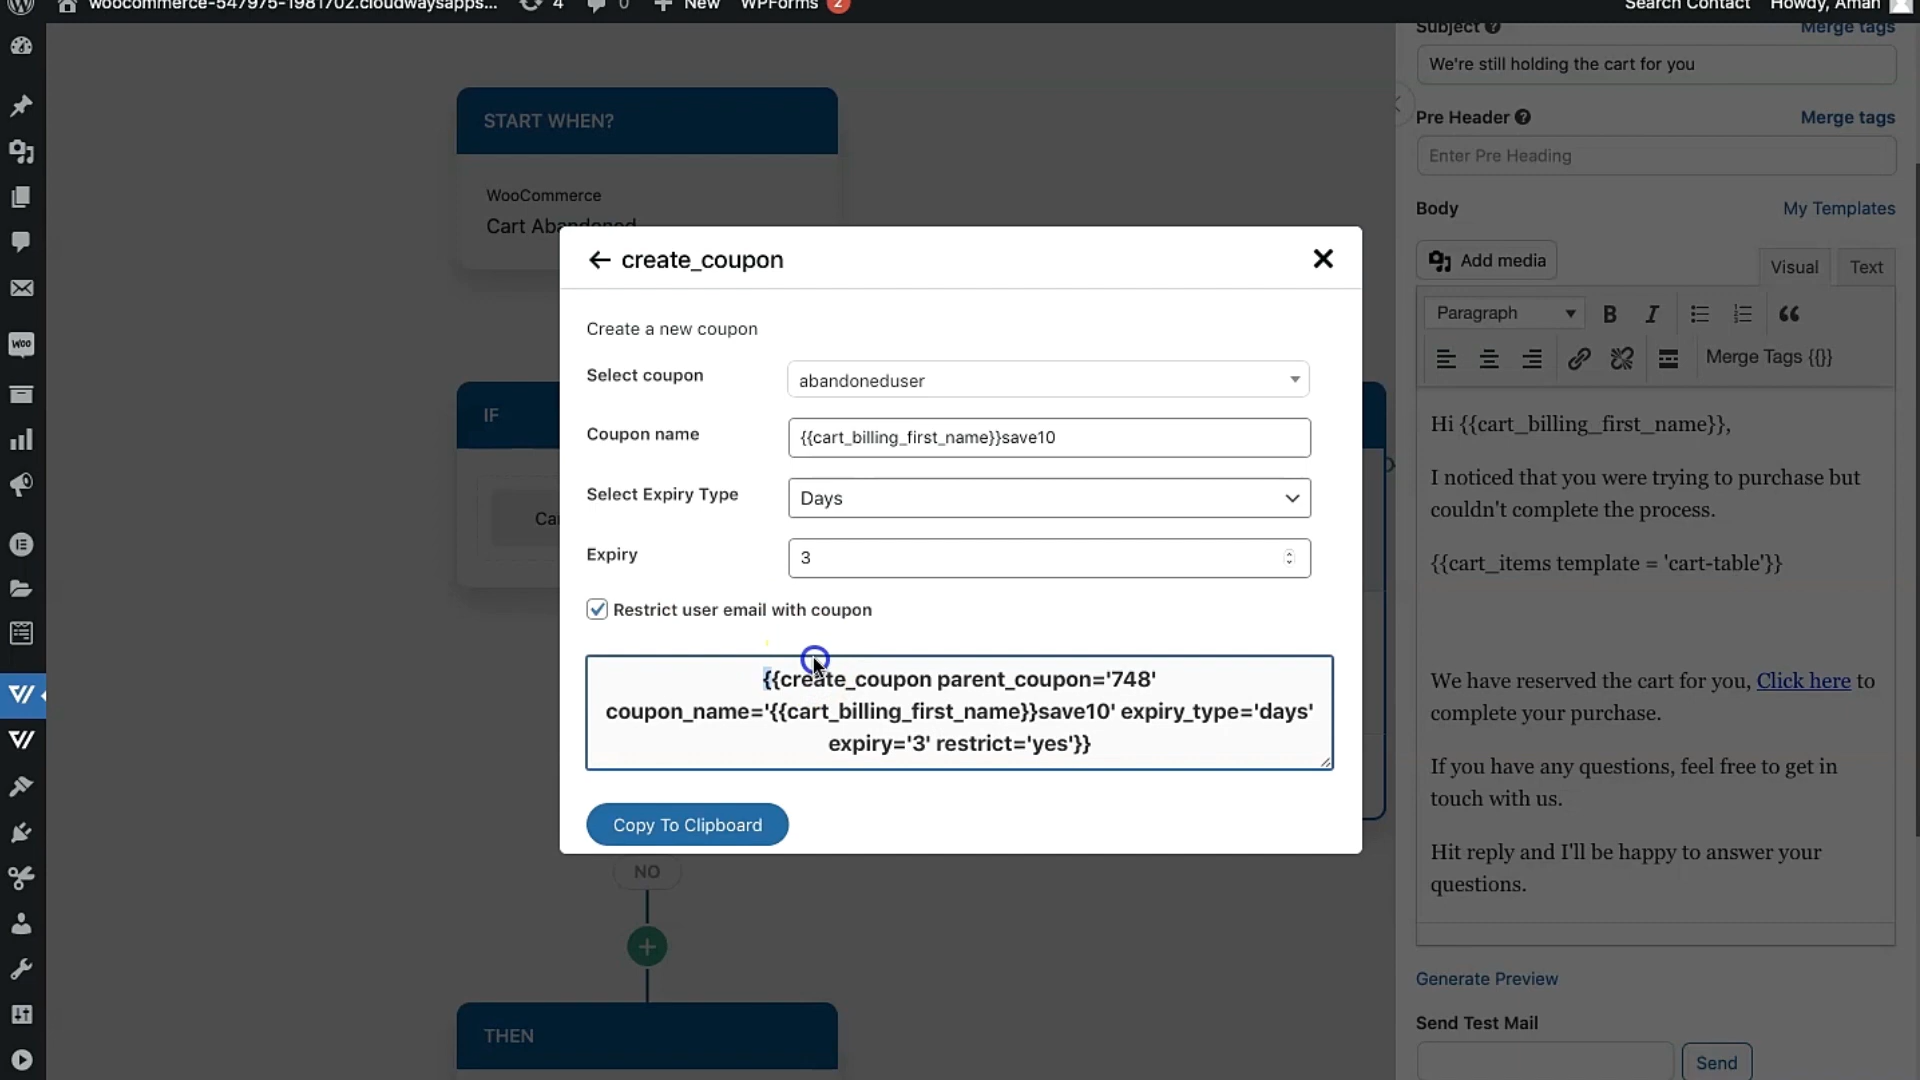 woocommerce-547975-1981702.cloudwaysapps...
4
0
New
WPForms
2
Search Contact
Howdy, Aman
START WHEN?
WooCommerce
Cart Abandoned
IF
Ca
NO
THEN
create_coupon
Create a new coupon
Select coupon
abandoneduser
Coupon name
{{cart_billing_first_name}}save10
Select Expiry Type
Days
Expiry
3
Restrict user email with coupon
{{create_coupon parent_coupon='748'
coupon_name='{{cart_billing_first_name}}save10' expiry_type='days'
expiry='3' restrict='yes'}}
Copy To Clipboard
Subject
Merge tags
We're still holding the cart for you
Pre Header
Merge tags
Enter Pre Heading
Body
My Templates
Add media
Visual
Text
Paragraph
B
I
Merge Tags {{}}
Hi {{cart_billing_first_name}},
I noticed that you were trying to purchase but
couldn't complete the process.
{{cart_items template = 'cart-table'}}
We have reserved the cart for you, Click here to
complete your purchase.
If you have any questions, feel free to get in
touch with us.
Hit reply and I'll be happy to answer your
questions.
Generate Preview
Send Test Mail
Send